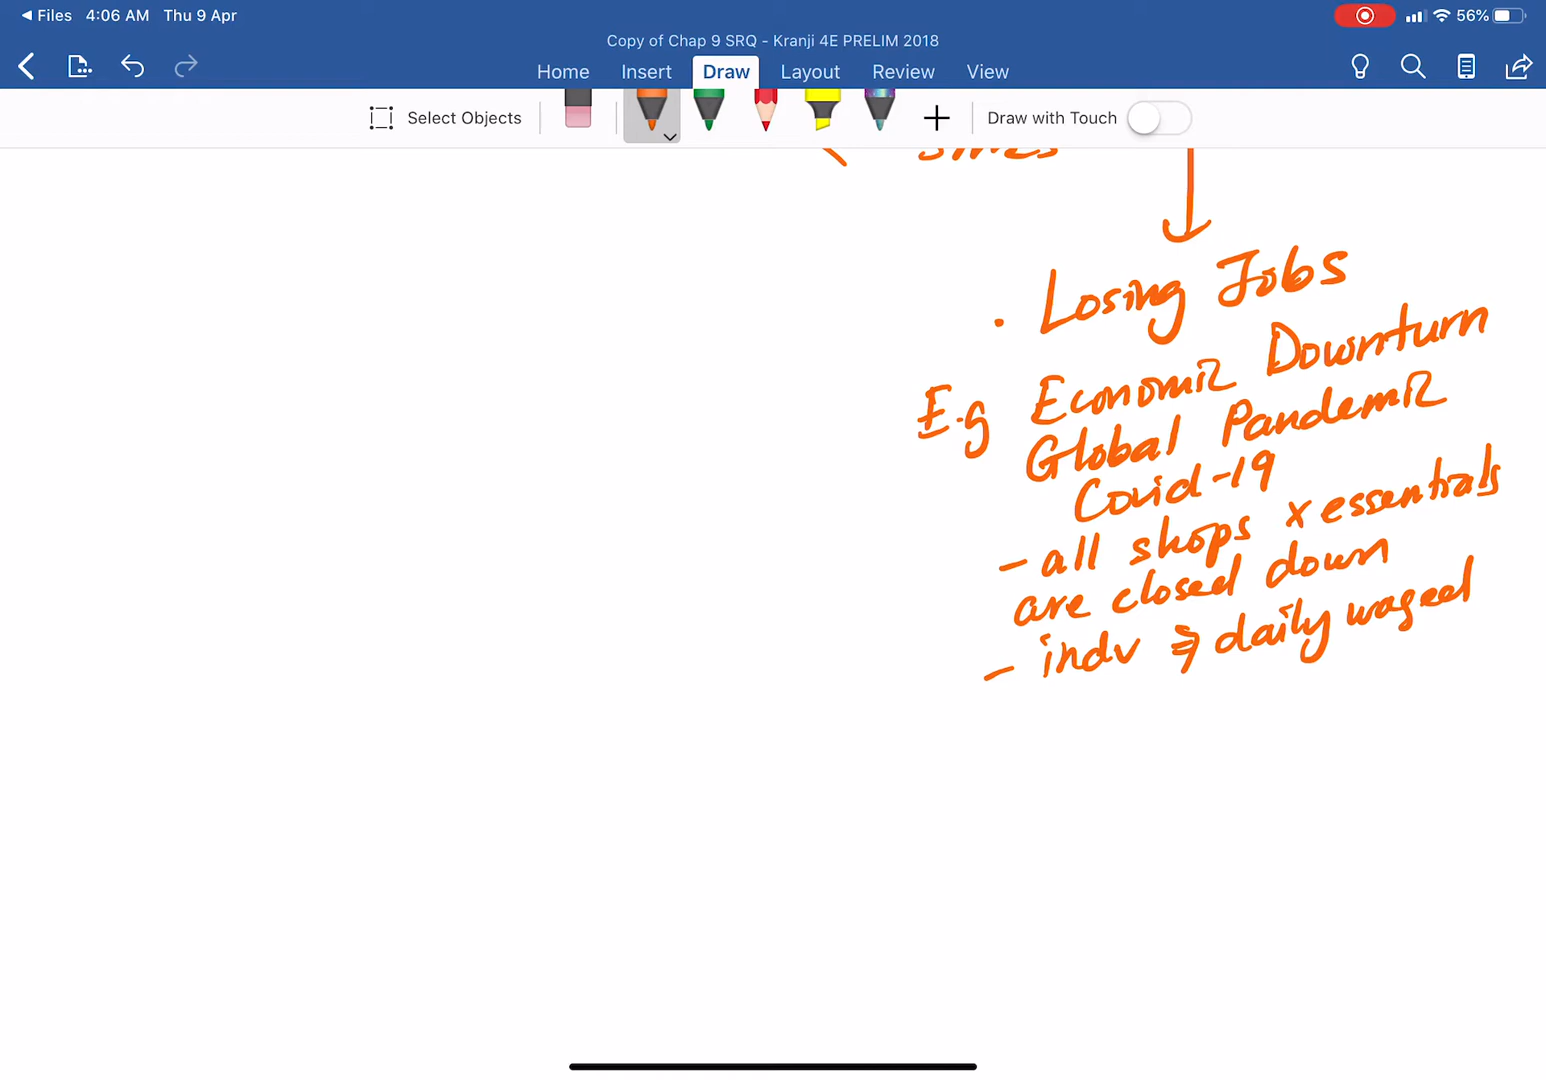 Files 4:06 AM Thu 9 Apr 56%
Copy of Chap 9 SRQ - Kranji 4E PRELIM 2018
Home Insert Draw Layout Review View
Select Objects Draw with Touch
. Losing Jobs
E.g Economic Downturn
Global Pandemic
Covid-19
- all shops x essentials
are closed down
- indv daily waged